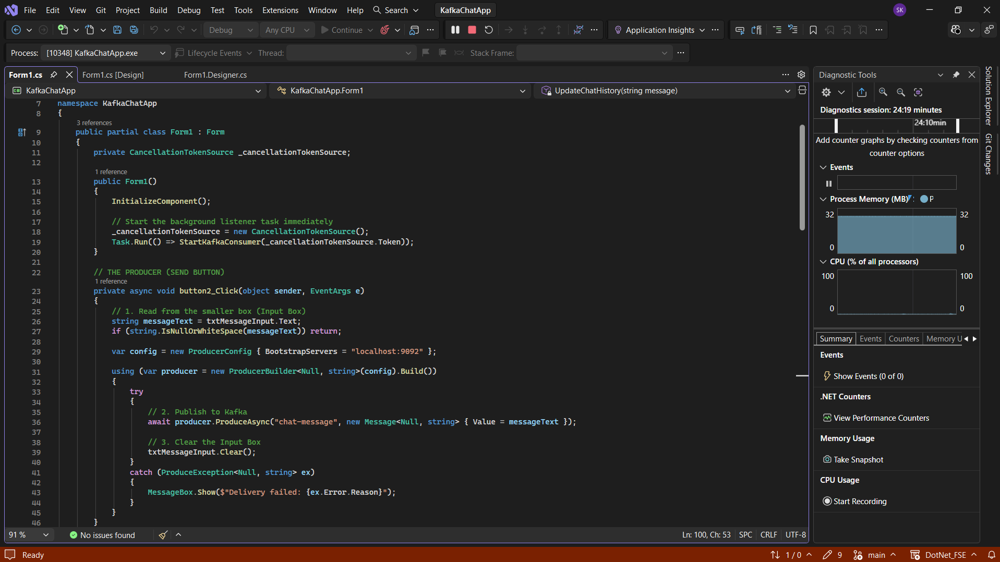 File Edit View Git Project Build Debug Test Tools Extensions Window Help Search KafkaChatApp SK
Debug Any CPU Continue Application Insights
Process: [10348] KafkaChatApp.exe Lifecycle Events Thread: Stack Frame:
Form1.cs Form1.cs [Design] Form1.Designer.cs
KafkaChatApp KafkaChatApp.Form1 UpdateChatHistory(string message)
7 namespace KafkaChatApp
8 {
3 references
9 public partial class Form1 : Form
10 {
11 private CancellationTokenSource _cancellationTokenSource;
12
1 reference
13 public Form1()
14 {
15 InitializeComponent();
16
17 // Start the background listener task immediately
18 _cancellationTokenSource = new CancellationTokenSource();
19 Task.Run(() => StartKafkaConsumer(_cancellationTokenSource.Token));
20 }
21
22 // THE PRODUCER (SEND BUTTON)
1 reference
23 private async void button2_Click(object sender, EventArgs e)
24 {
25 // 1. Read from the smaller box (Input Box)
26 string messageText = txtMessageInput.Text;
27 if (string.IsNullOrWhiteSpace(messageText)) return;
28
29 var config = new ProducerConfig { BootstrapServers = "localhost:9092" };
30
31 using (var producer = new ProducerBuilder<Null, string>(config).Build())
32 {
33 try
34 {
35 // 2. Publish to Kafka
36 await producer.ProduceAsync("chat-message", new Message<Null, string> { Value = messageText });
37
38 // 3. Clear the Input Box
39 txtMessageInput.Clear();
40 }
41 catch (ProduceException<Null, string> ex)
42 {
43 MessageBox.Show($"Delivery failed: {ex.Error.Reason}");
44 }
45 }
46 }
91 % No issues found Ln: 100, Ch: 53 SPC CRLF UTF-8
Diagnostic Tools
Diagnostics session: 24:19 minutes
24:10min
Add counter graphs by checking counters from
counter options
Events
Process Memory (MB) P
32 32
0 0
CPU (% of all processors)
100 100
0 0
Summary Events Counters Memory U
Events
Show Events (0 of 0)
.NET Counters
View Performance Counters
Memory Usage
Take Snapshot
CPU Usage
Start Recording
Solution Explorer
Git Changes
Ready 1 / 0 9 main DotNet_FSE